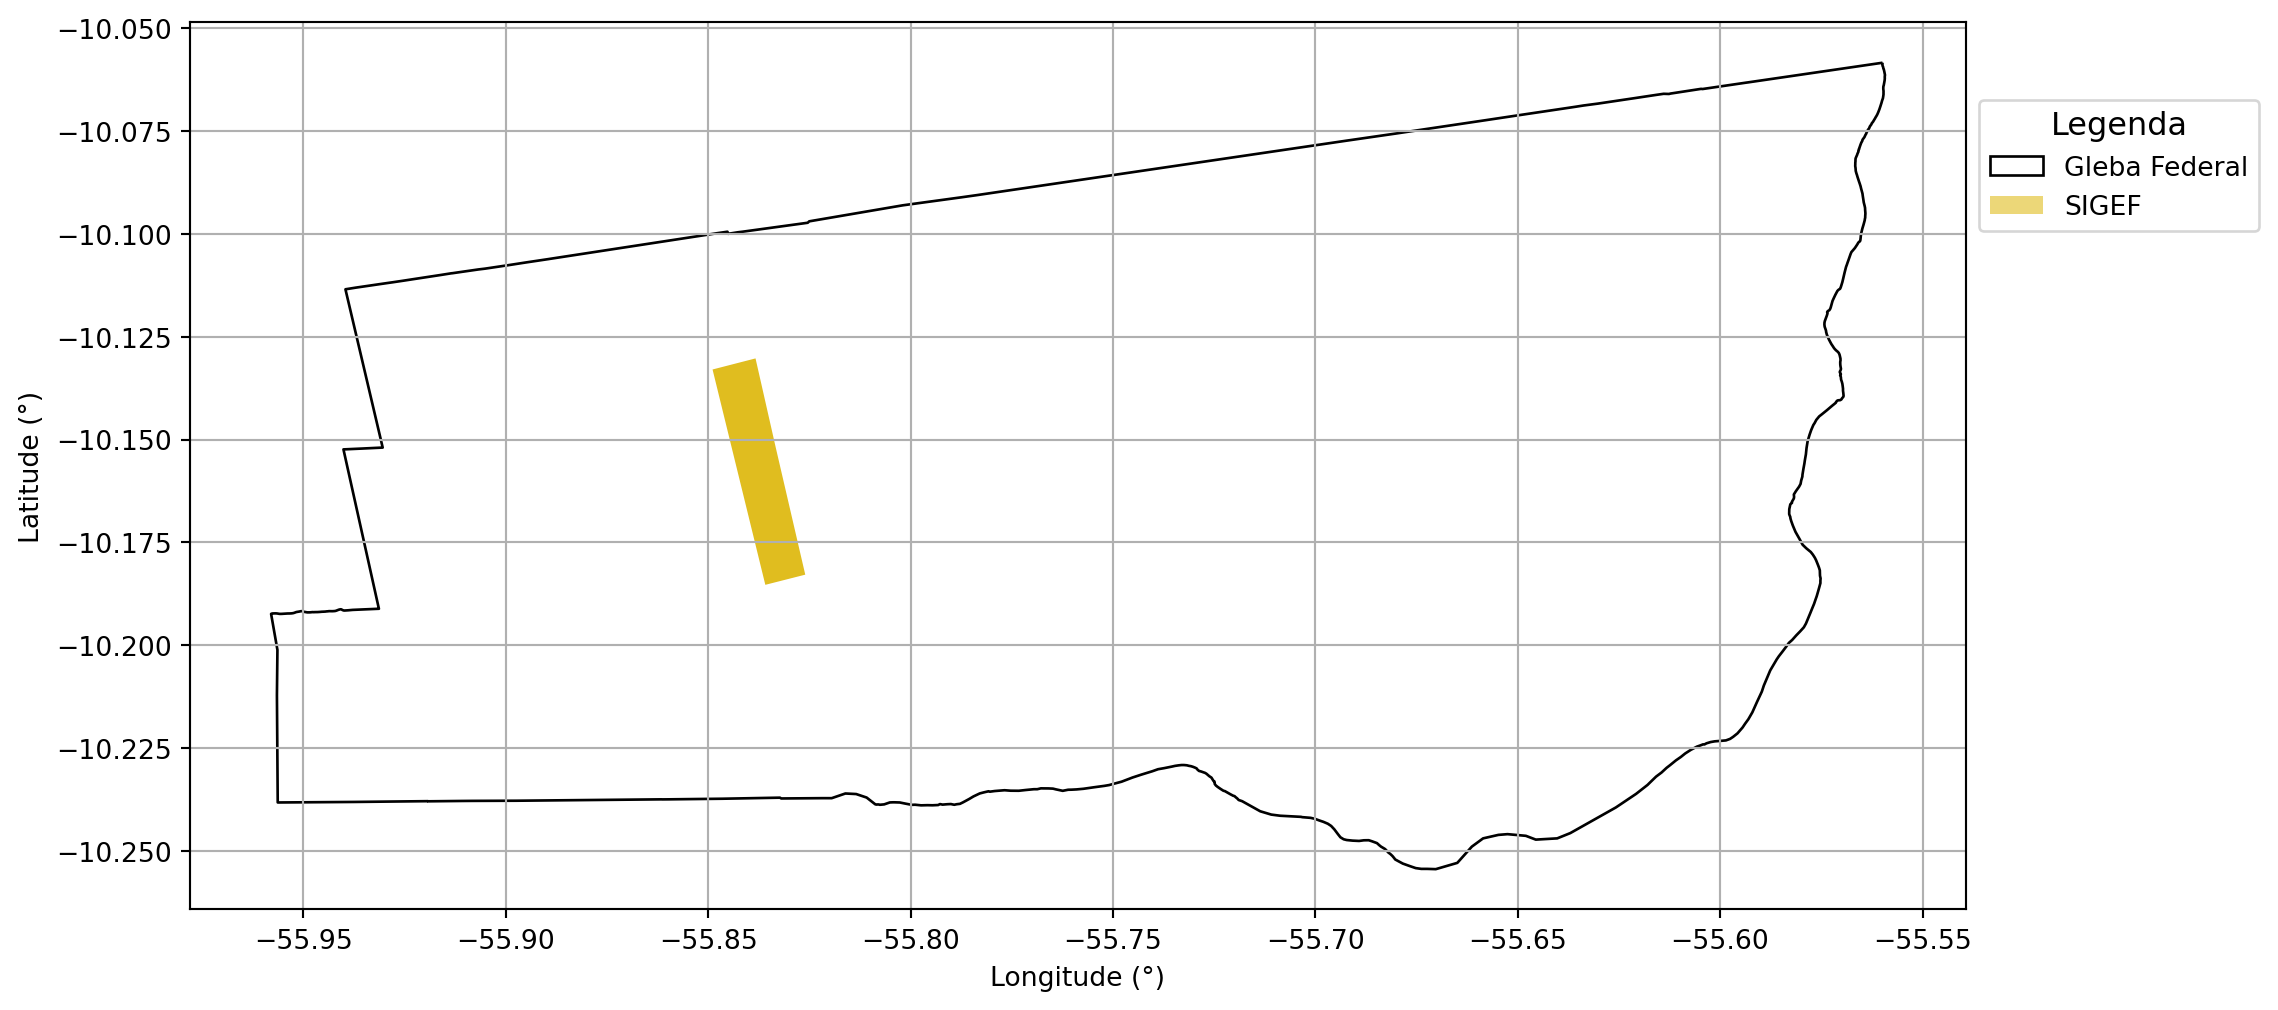 −10.050
−10.075
−10.100
−10.125
−10.150
−10.175
−10.200
−10.225
−10.250
Latitude (°)
−55.95 −55.90 −55.85 −55.80 −55.75 −55.70 −55.65 −55.60 −55.55
Longitude (°)
Legenda
Gleba Federal
SIGEF